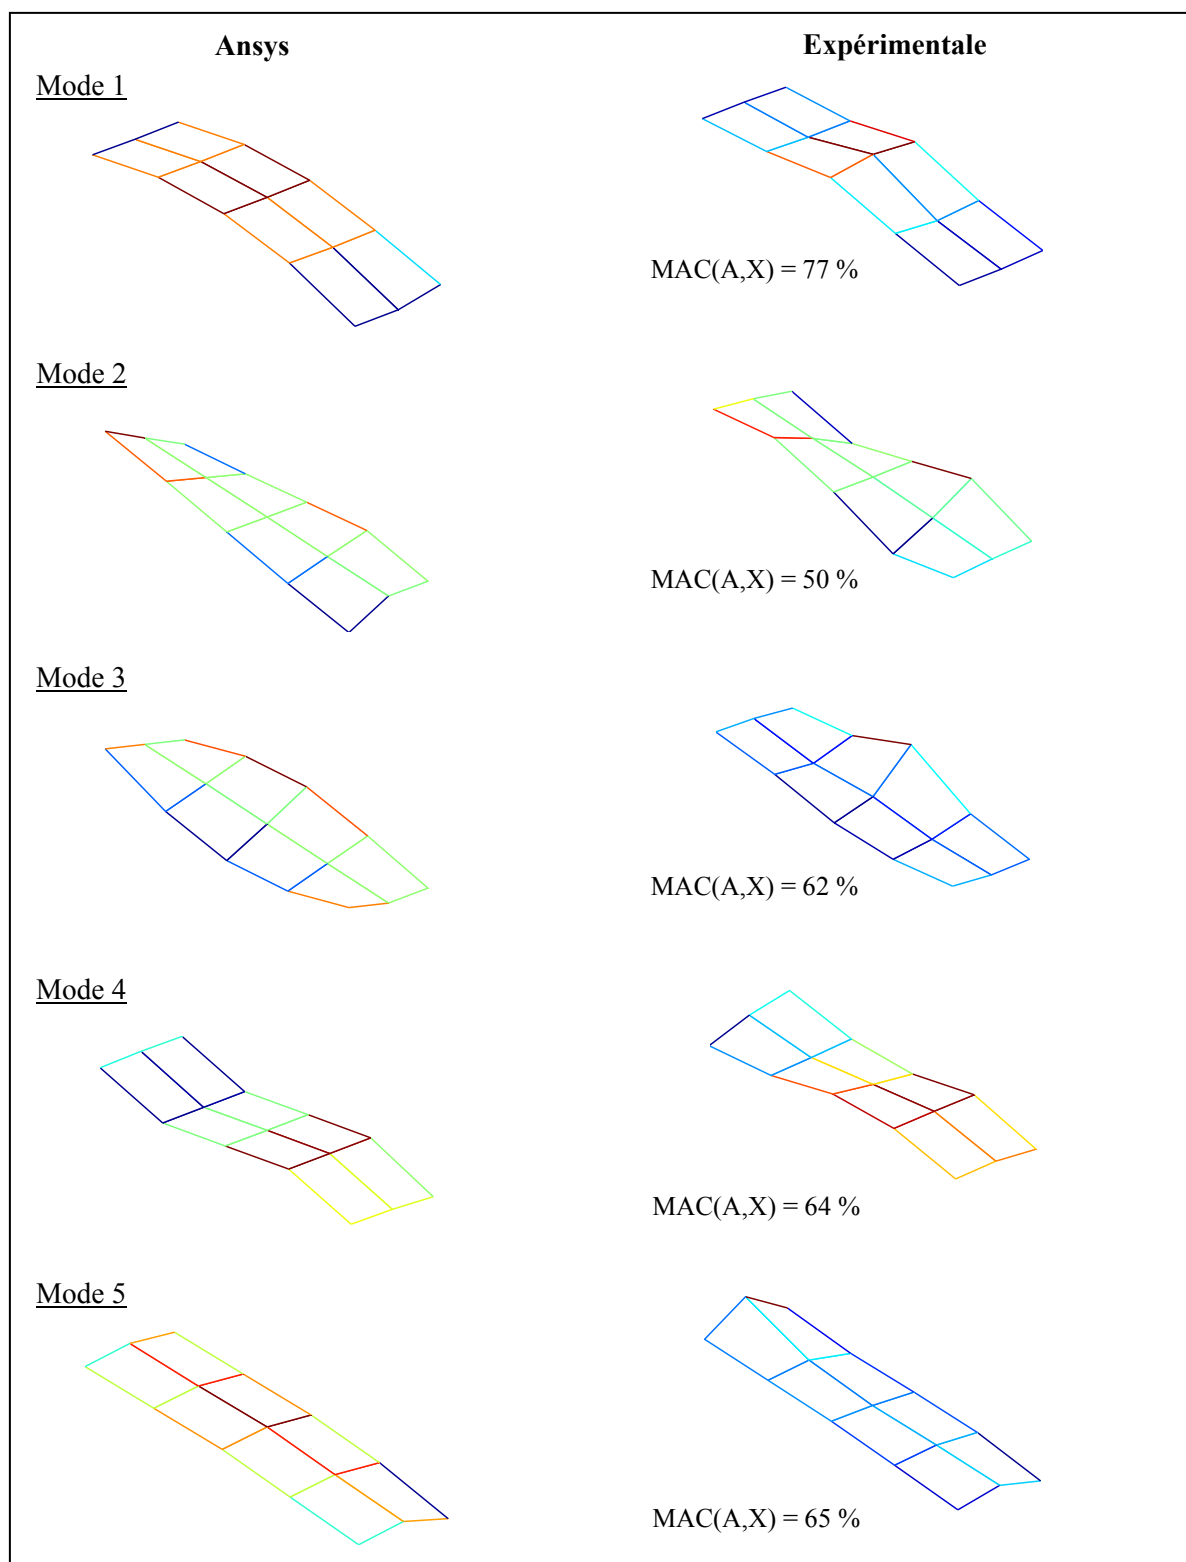 Ansys
Expérimentale
Mode 1
MAC(A,X) = 77 %
Mode 2
MAC(A,X) = 50 %
Mode 3
MAC(A,X) = 62 %
Mode 4
MAC(A,X) = 64 %
Mode 5
MAC(A,X) = 65 %